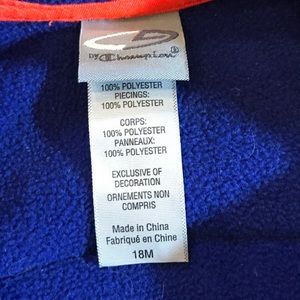 by Champion®
100% POLYESTER
PIECINGS:
100% POLYESTER
CORPS:
100% POLYESTER
PANNEAUX:
100% POLYESTER
EXCLUSIVE OF
DECORATION
ORNEMENTS NON
COMPRIS
Made in China
Fabriqué en Chine
18M